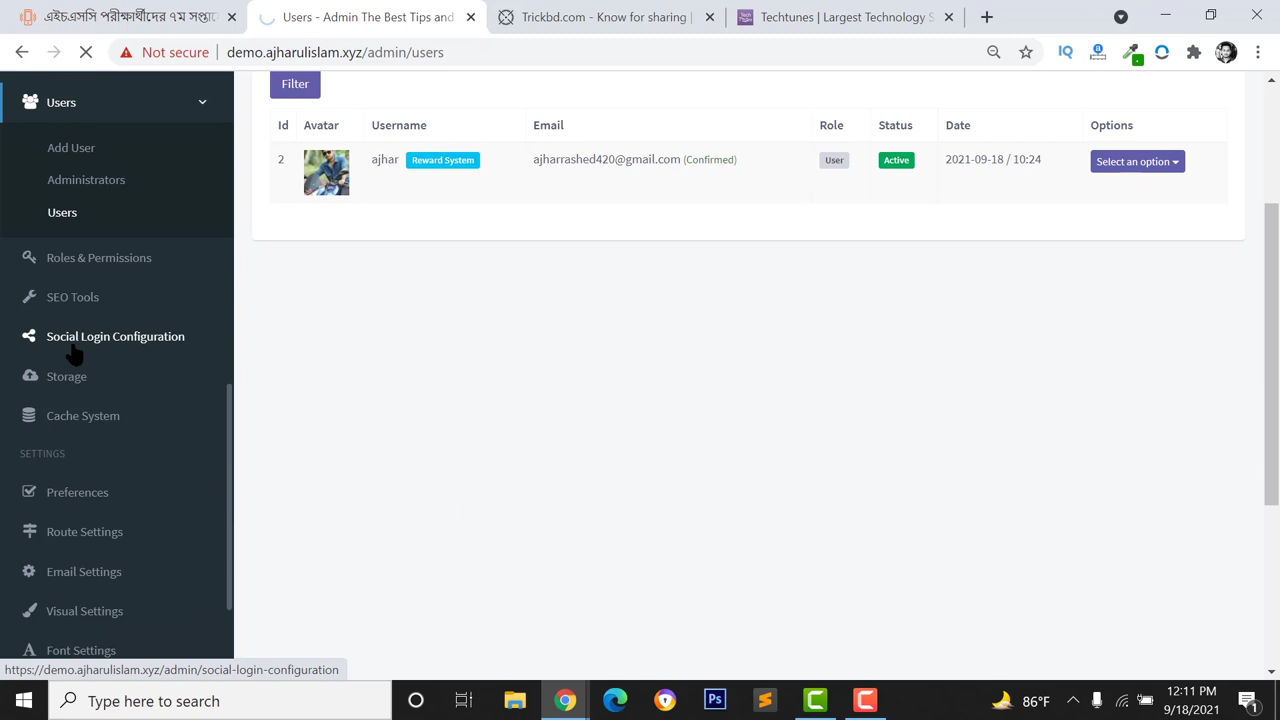 এইচএসসি পরীক্ষার্থীদের ৭ম সপ্তা
Users - Admin The Best Tips and
Trickbd.com - Know for sharing |
Techtunes | Largest Technology S
Not secure
demo.ajharulislam.xyz/admin/users
Users
Add User
Administrators
Users
Roles & Permissions
SEO Tools
Social Login Configuration
Storage
Cache System
SETTINGS
Preferences
Route Settings
Email Settings
Visual Settings
Font Settings
Filter
Id Avatar Username Email Role Status Date Options
2 ajhar Reward System ajharrashed420@gmail.com (Confirmed) User Active 2021-09-18 / 10:24 Select an option
https://demo.ajharulislam.xyz/admin/social-login-configuration
Type here to search
86°F
12:11 PM
9/18/2021
1